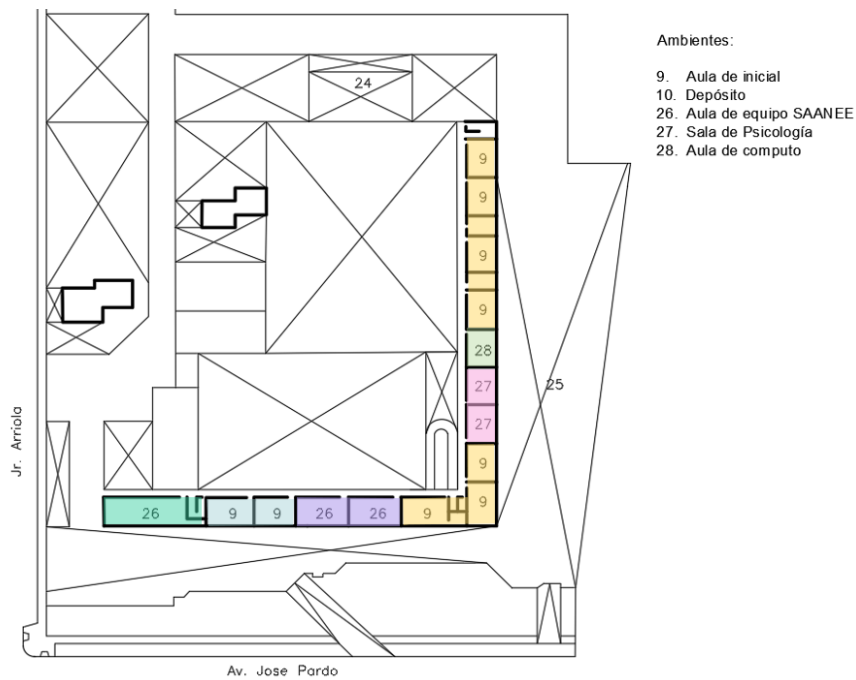 Ambientes:
9. Aula de inicial
10. Depósito
26. Aula de equipo SAANEE
27. Sala de Psicología
28. Aula de computo
24
9
9
9
9
28
27
25
27
9
9
26
9
9
26
26
9
Jr. Arriola
Av. Jose Pardo